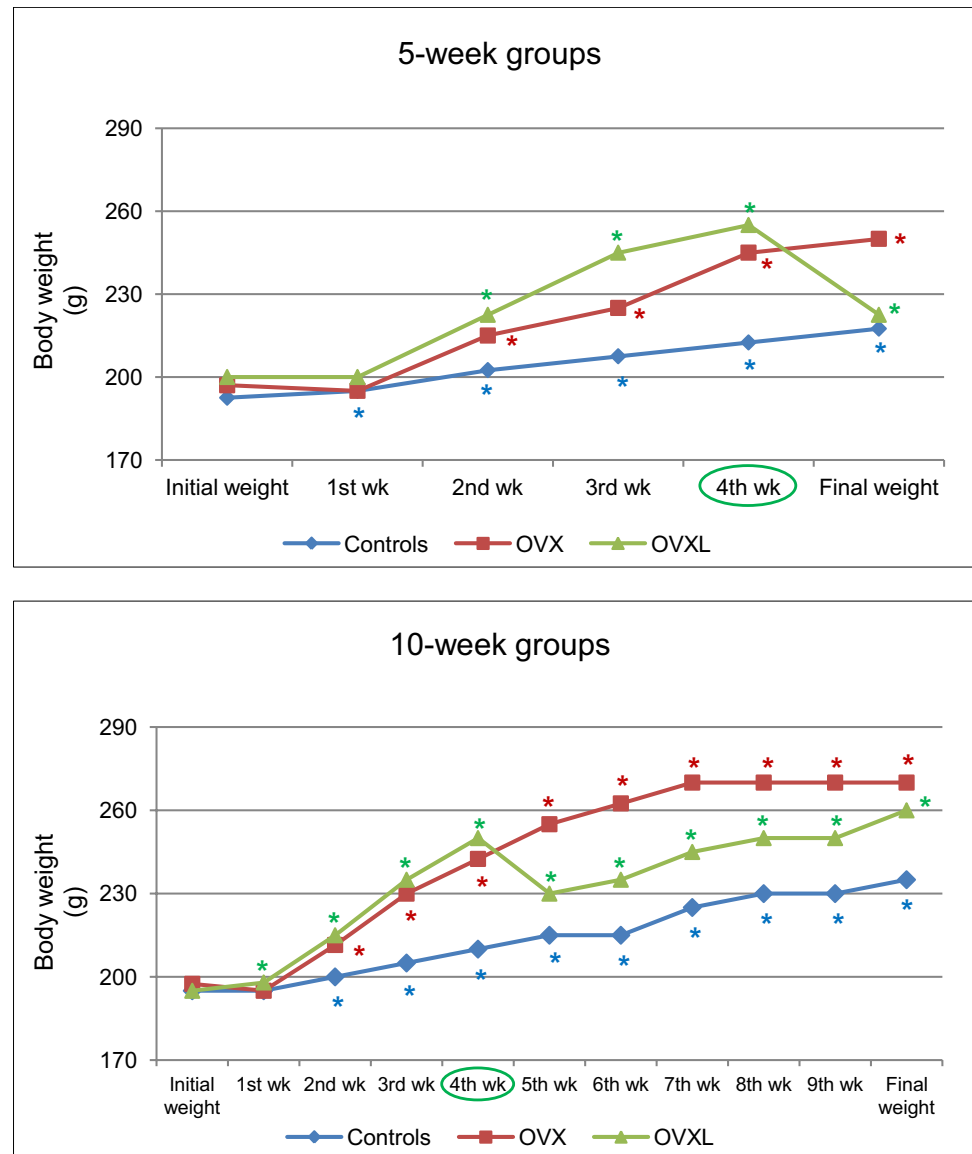 5-week groups
290
260
230
200
170
Body weight
(g)
Initial weight 1st wk 2nd wk 3rd wk 4th wk Final weight
Controls OVX OVXL
10-week groups
290
260
230
200
170
Body weight
(g)
Initial weight 1st wk 2nd wk 3rd wk 4th wk 5th wk 6th wk 7th wk 8th wk 9th wk Final weight
Controls OVX OVXL